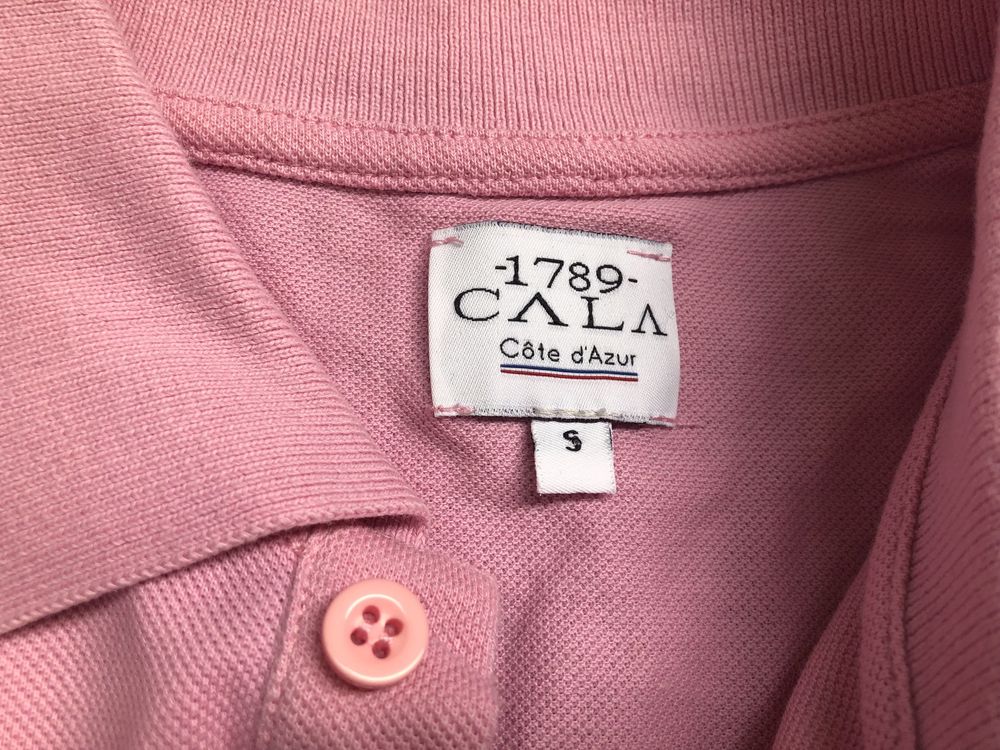 -1789-
CALA
Côte d'Azur
S